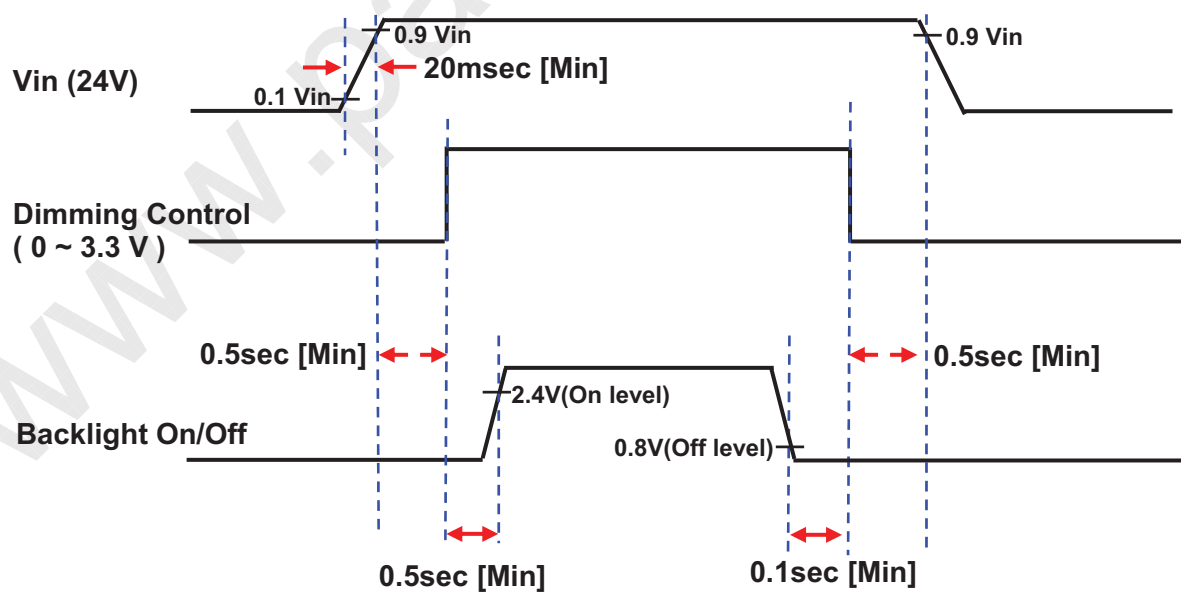 0.9 Vin
0.9 Vin
20msec [Min]
Vin (24V)
0.1 Vin
Dimming Control
( 0 ~ 3.3 V )
0.5sec [Min]
0.5sec [Min]
2.4V(On level)
Backlight On/Off
0.8V(Off level)
0.5sec [Min]
0.1sec [Min]
www.pa